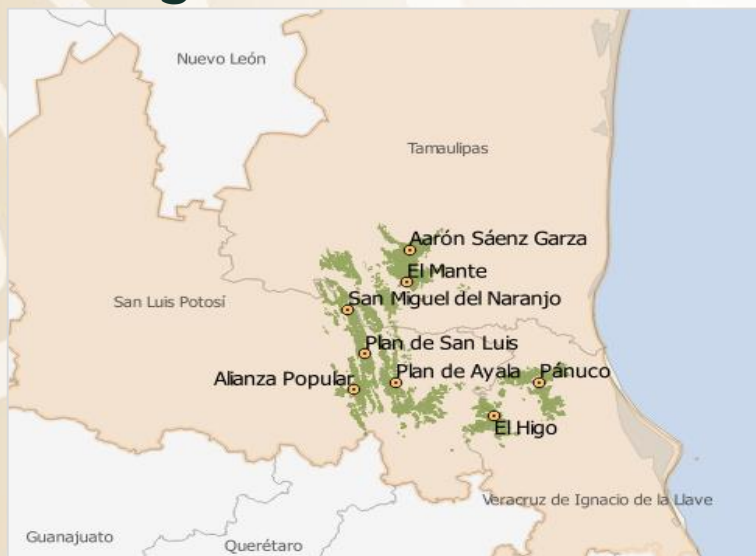 Nuevo León
Tamaulipas
Aarón Sáenz Garza
El Mante
San Luis Potosí
San Miguel del Naranjo
Plan de San Luis
Alianza Popular
Plan de Ayala
Pánuco
El Higo
Veracruz de Ignacio de la Llave
Guanajuato
Querétaro